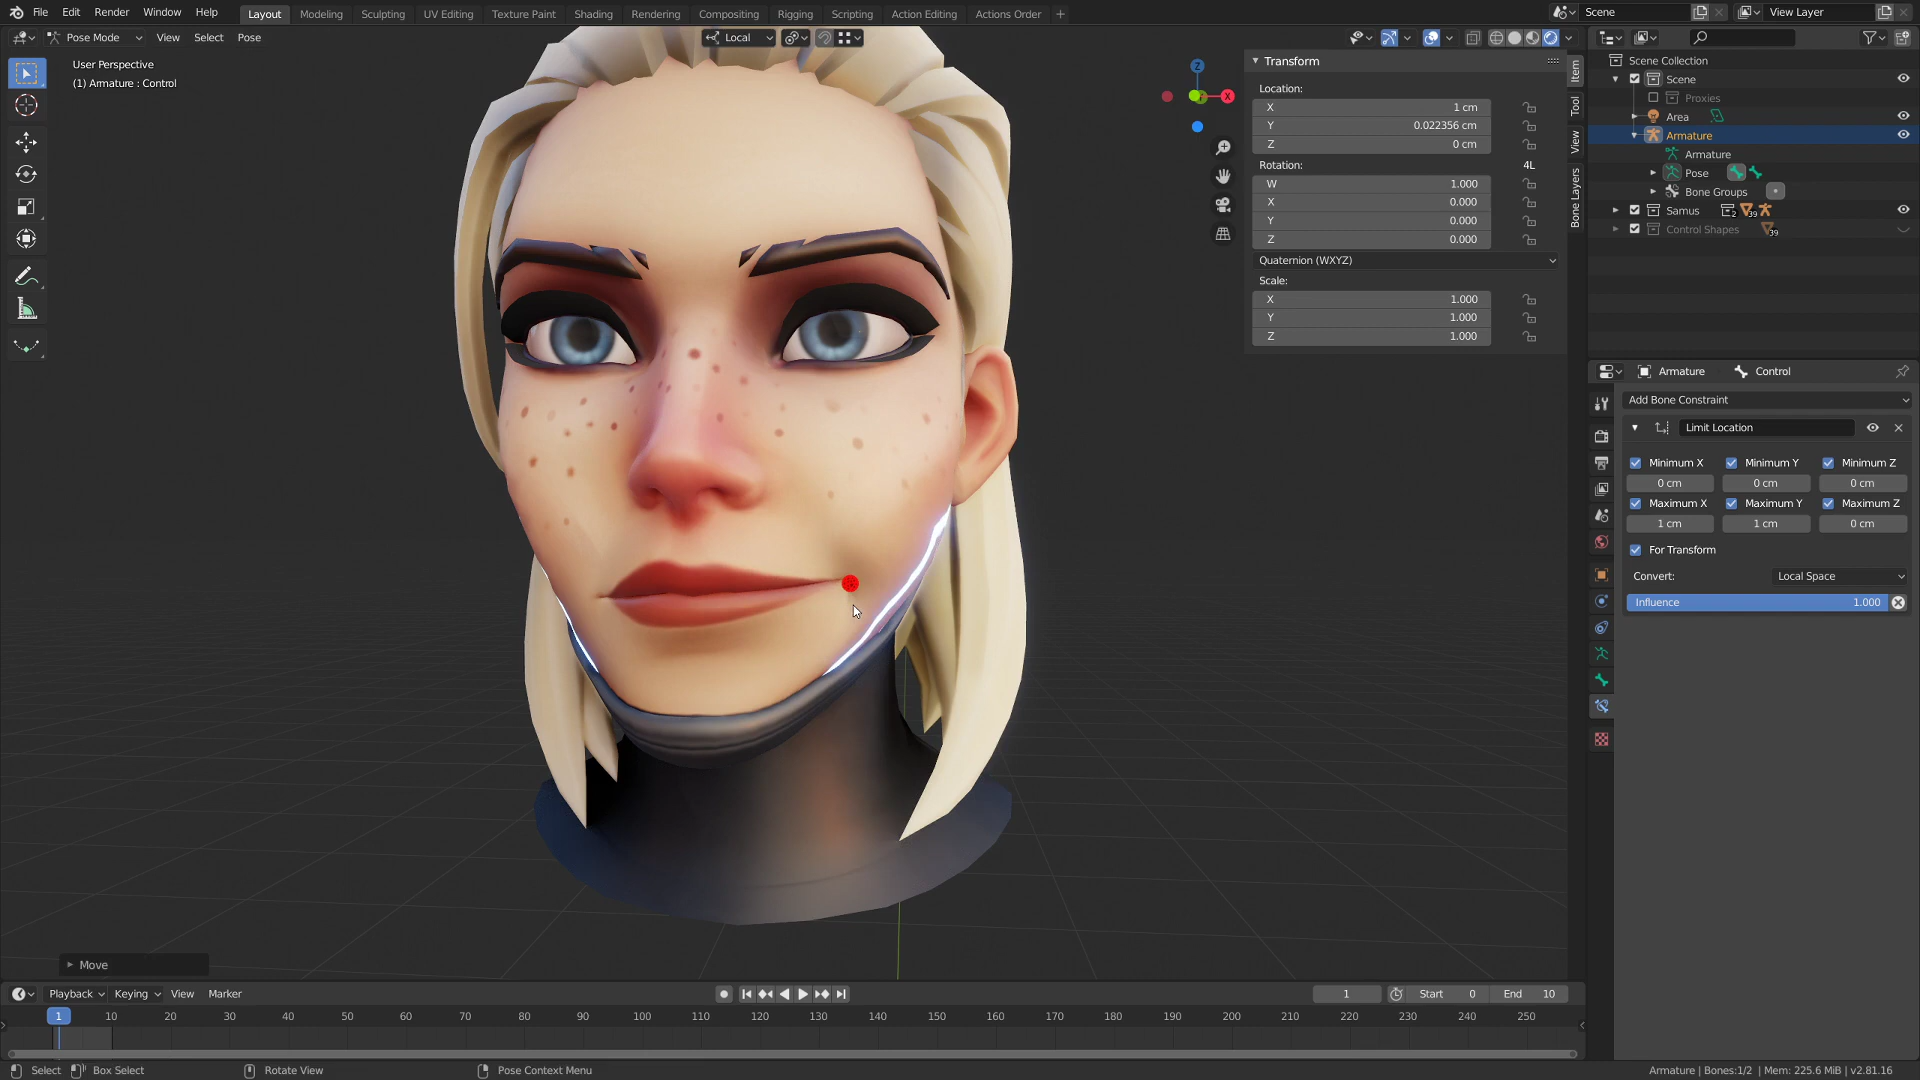 File Edit Render Window Help Layout Modeling Sculpting UV Editing Texture Paint Shading Rendering Compositing Rigging Scripting Animation Editing Actions Order + Scene View Layer
Pose Mode View Select Pose Local
User Perspective
(1) Armature : Control
Z
X
Transform
Location:
X 1 cm
Y 0.022356 cm
Z 0 cm
Rotation: 4L
W 1.000
X 0.000
Y 0.000
Z 0.000
Quaternion (WXYZ)
Scale:
X 1.000
Y 1.000
Z 1.000
Item
Tool
View
Bone Layers
Scene Collection
Scene
Proxies
Area
Armature
Armature
Pose
Bone Groups
Samus 2 39
Control Shapes 39
Armature Control
Add Bone Constraint
Limit Location
Minimum X Minimum Y Minimum Z
0 cm 0 cm 0 cm
Maximum X Maximum Y Maximum Z
1 cm 1 cm 0 cm
For Transform
Convert: Local Space
Influence 1.000
Move
Playback Keying View Marker 1 Start 0 End 10
1 10 20 30 40 50 60 70 80 90 100 110 120 130 140 150 160 170 180 190 200 210 220 230 240 250
Select Box Select Rotate View Pose Context Menu Armature | Bones:1/2 | Mem: 225.6 MiB | v2.81.16